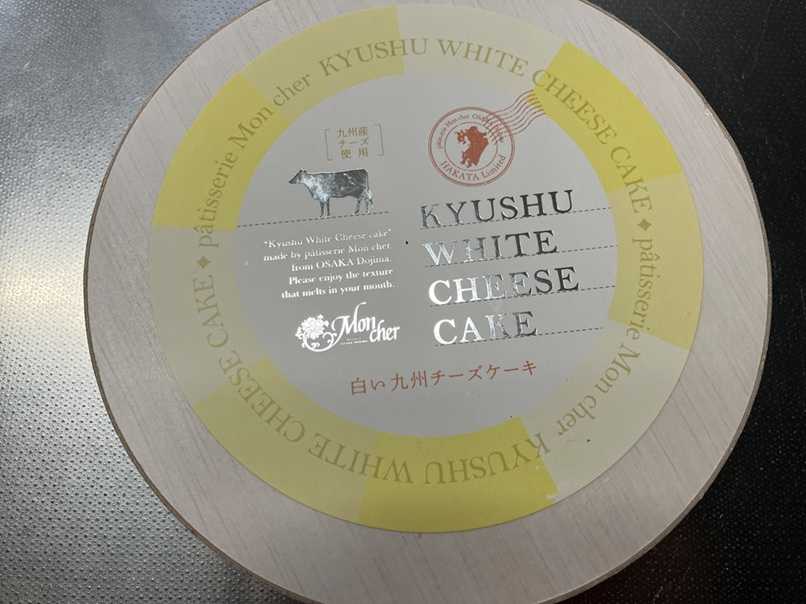 pâtisserie Mon cher KYUSHU WHITE CHEESE CAKE ◆ pâtisserie Mon cher KYUSHU WHITE CHEESE CAKE ◆
九州産
チーズ
使用
HAKATA Limited
KYUSHU
WHITE
CHEESE
CAKE
"Kyushu White Cheese cake"
made by pâtisserie Mon cher
from OSAKA Dojima.
Please enjoy the texture
that melts in your mouth.
Mon
cher
白い九州チーズケーキ